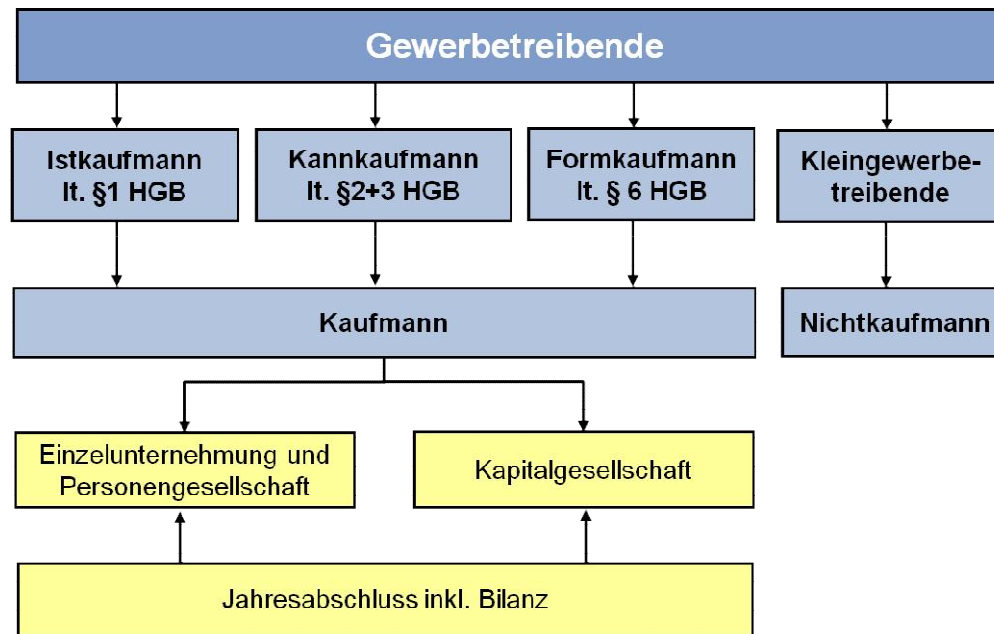 Gewerbetreibende
Istkaufmann
lt. §1 HGB
Kannkaufmann
lt. §2+3 HGB
Formkaufmann
lt. § 6 HGB
Kleingewerbe-
treibende
Kaufmann
Nichtkaufmann
Einzelunternehmung und
Personengesellschaft
Kapitalgesellschaft
Jahresabschluss inkl. Bilanz